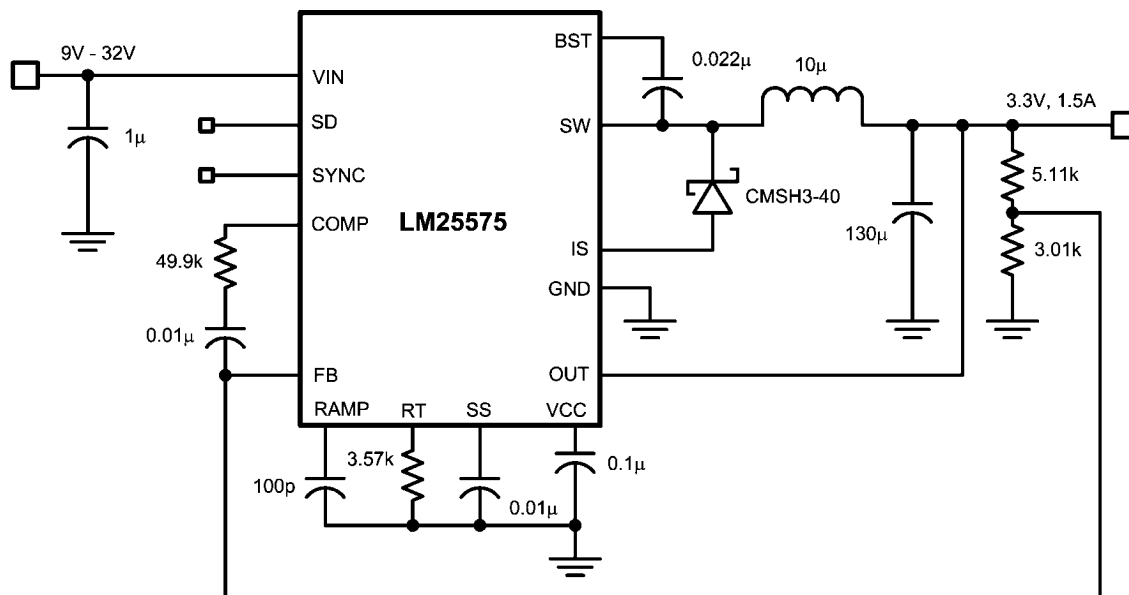 9V - 32V
1µ
VIN
SD
SYNC
COMP
49.9k
0.01µ
FB
LM25575
BST
0.022µ
10µ
SW
3.3V, 1.5A
5.11k
CMSH3-40
IS
130µ
3.01k
GND
OUT
RAMP
RT
SS
VCC
3.57k
100p
0.01µ
0.1µ